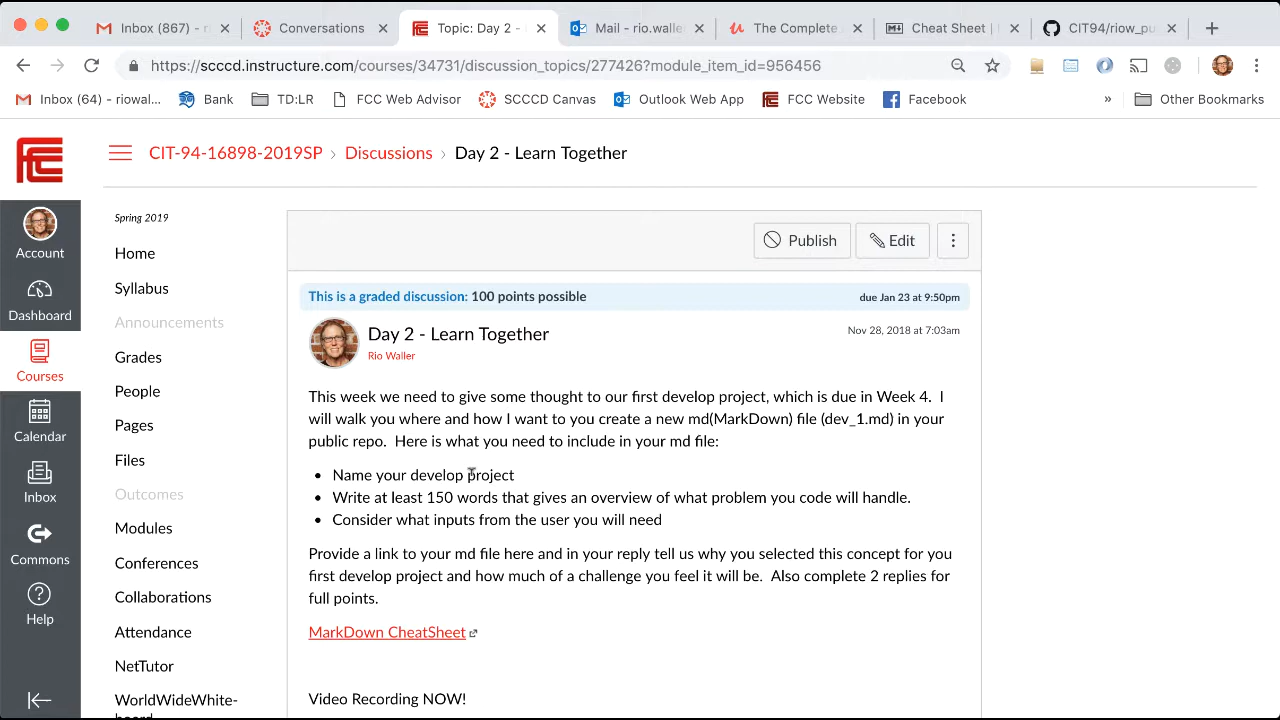 Inbox (867) - r
Conversations
Topic: Day 2 -
Mail - rio.walle
The Complete
Cheat Sheet |
CIT94/riow_pu
https://scccd.instructure.com/courses/34731/discussion_topics/277426?module_item_id=956456
Inbox (64) - riowal...
Bank
TD:LR
FCC Web Advisor
SCCCD Canvas
Outlook Web App
FCC Website
Facebook
»
Other Bookmarks
CIT-94-16898-2019SP › Discussions › Day 2 - Learn Together
Account
Dashboard
Courses
Calendar
Inbox
Commons
Help
Spring 2019
Home
Syllabus
Announcements
Grades
People
Pages
Files
Outcomes
Modules
Conferences
Collaborations
Attendance
NetTutor
WorldWideWhite-
board
Publish
Edit
This is a graded discussion: 100 points possible
due Jan 23 at 9:50pm
Day 2 - Learn Together
Nov 28, 2018 at 7:03am
Rio Waller
This week we need to give some thought to our first develop project, which is due in Week 4. I
will walk you where and how I want to you create a new md(MarkDown) file (dev_1.md) in your
public repo. Here is what you need to include in your md file:
• Name your develop project
• Write at least 150 words that gives an overview of what problem you code will handle.
• Consider what inputs from the user you will need
Provide a link to your md file here and in your reply tell us why you selected this concept for you
first develop project and how much of a challenge you feel it will be. Also complete 2 replies for
full points.
MarkDown CheatSheet
Video Recording NOW!